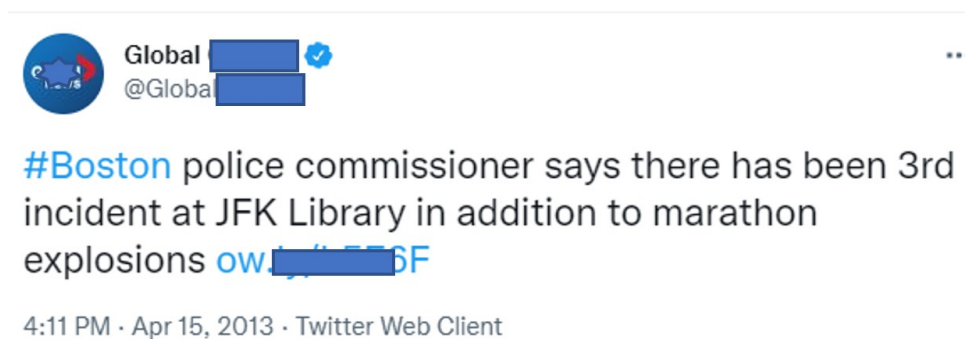 Global
@Global
#Boston police commissioner says there has been 3rd
incident at JFK Library in addition to marathon
explosions ow.
4:11 PM · Apr 15, 2013 · Twitter Web Client